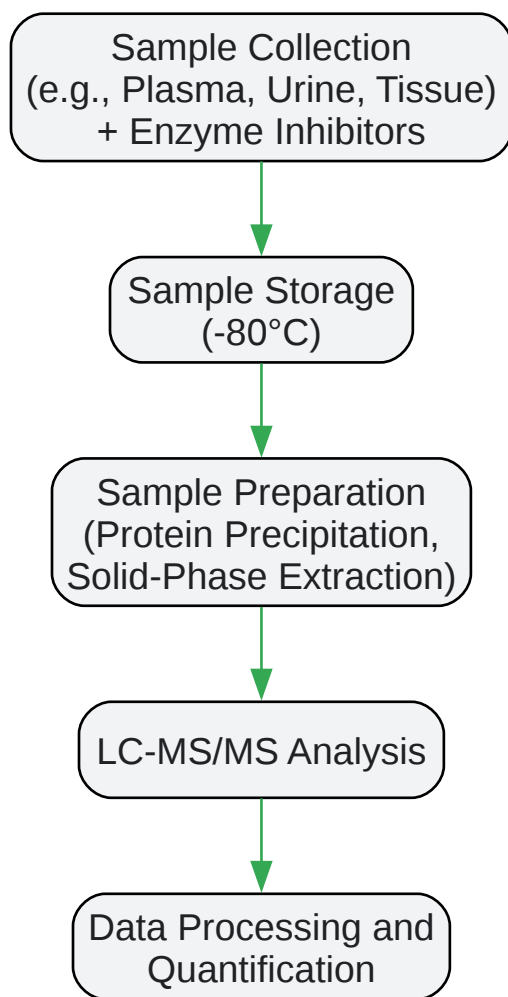 Sample Collection
(e.g., Plasma, Urine, Tissue)
+ Enzyme Inhibitors
Sample Storage
(-80°C)
Sample Preparation
(Protein Precipitation,
Solid-Phase Extraction)
LC-MS/MS Analysis
Data Processing and
Quantification